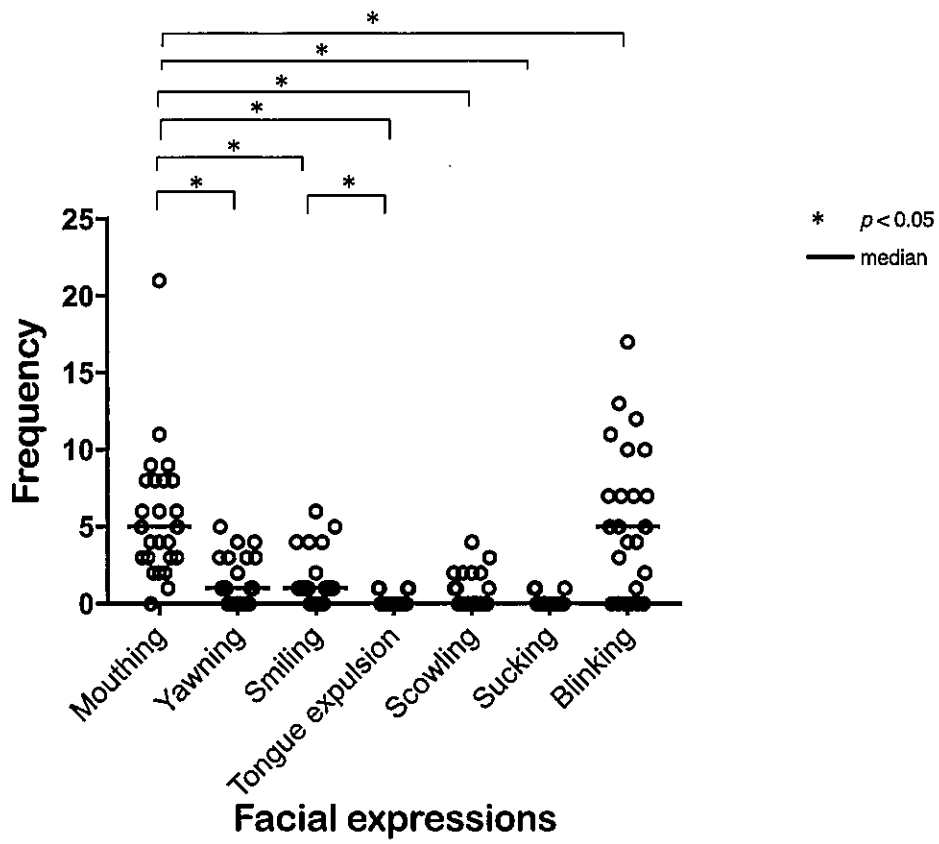 *
*
*
*
*
* *
25
20
15
10
5
0
Frequency
* p < 0.05
median
Mouthing
Yawning
Smiling
Tongue expulsion
Scowling
Sucking
Blinking
Facial expressions